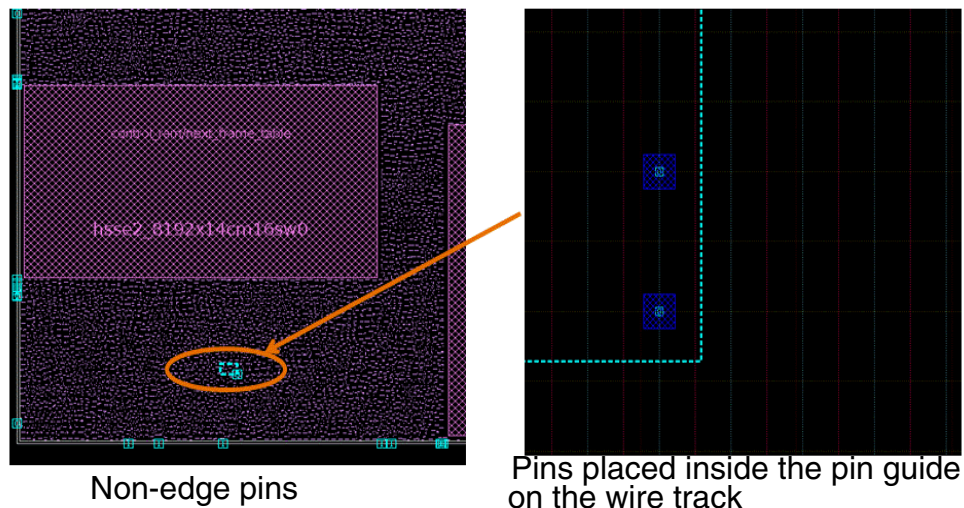 control_ram/next_frame_table
hsse2_8192x14cm16sw0
Non-edge pins
Pins placed inside the pin guide
on the wire track